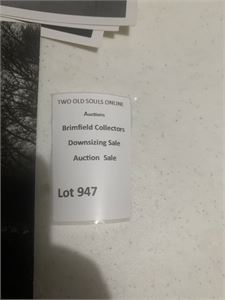 TWO OLD SOULS ONLINE
Auctions
Brimfield Collectors
Downsizing Sale
Auction Sale
Lot 947